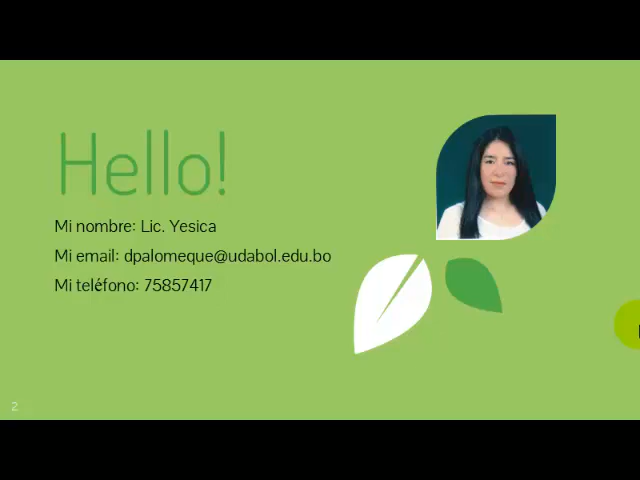 Hello!
Mi nombre: Lic. Yesica
Mi email: dpalomeque@udabol.edu.bo
Mi teléfono: 75857417
2